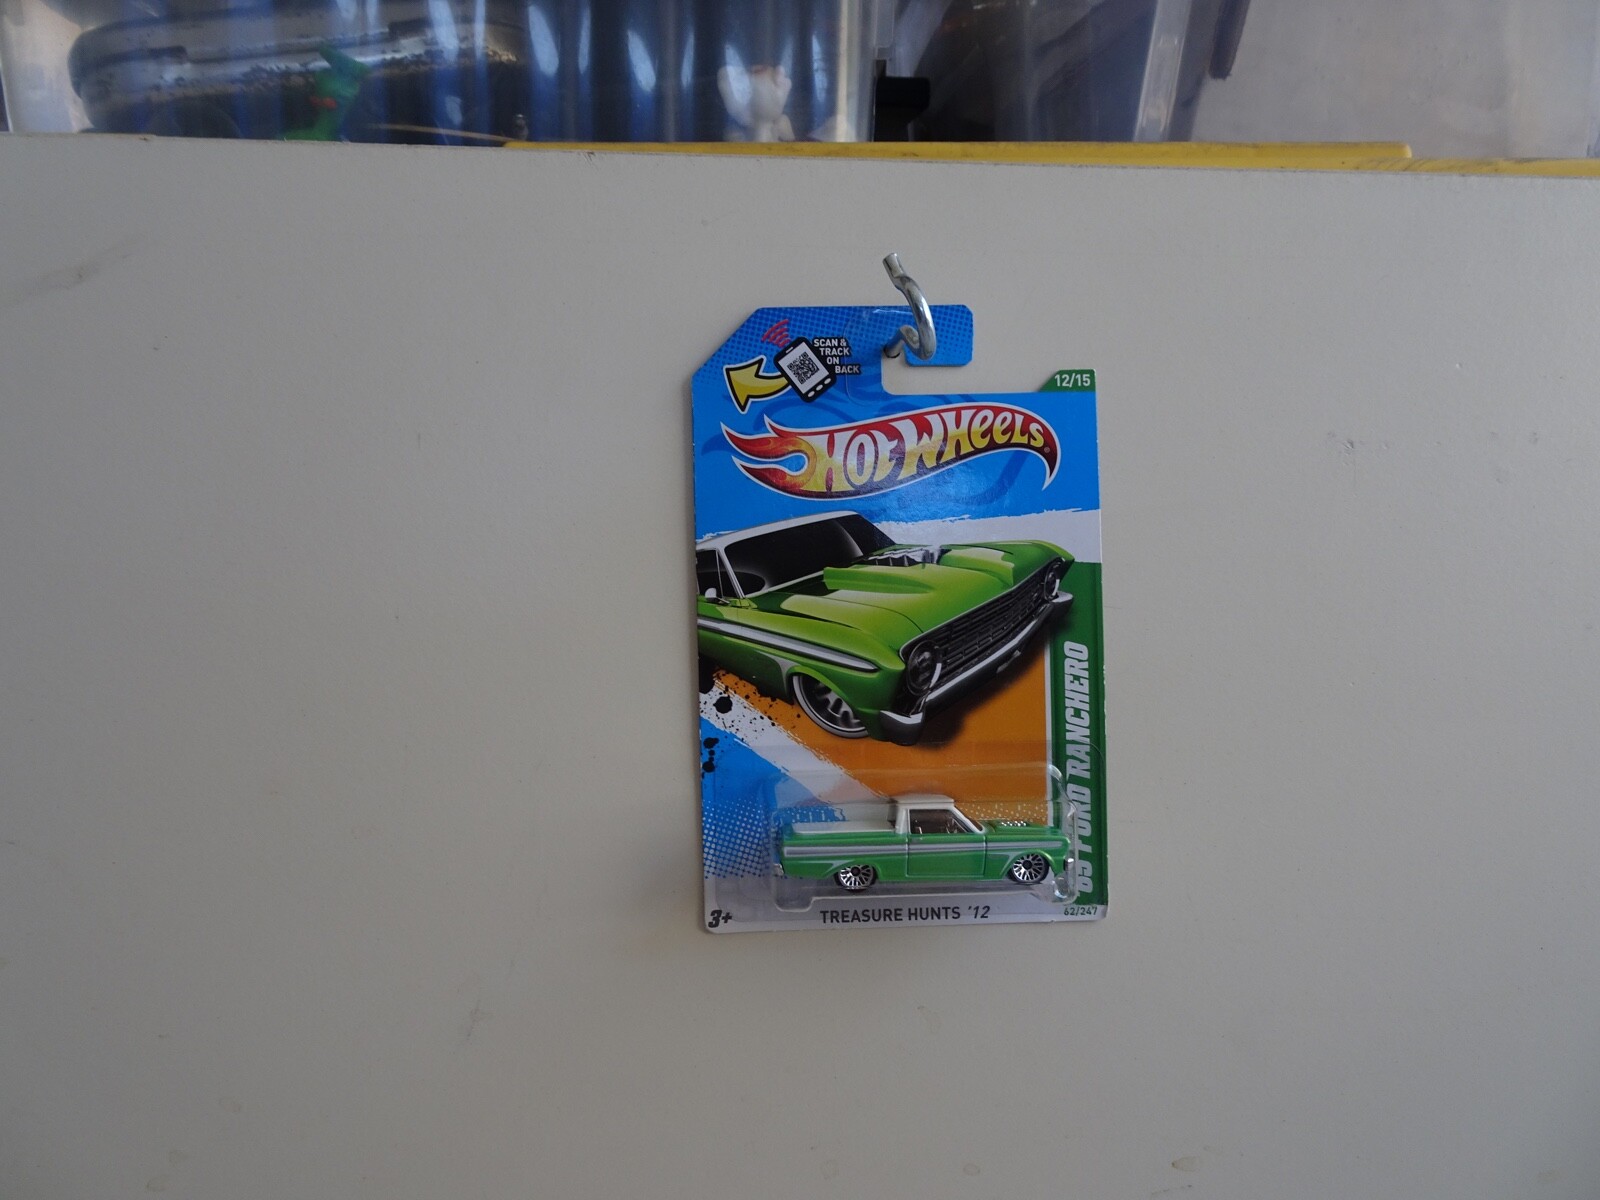 SCAN &
TRACK
ON
BACK
12/15
HOT WHEELS
65 FORD RANCHERO
3+
TREASURE HUNTS '12
62/247